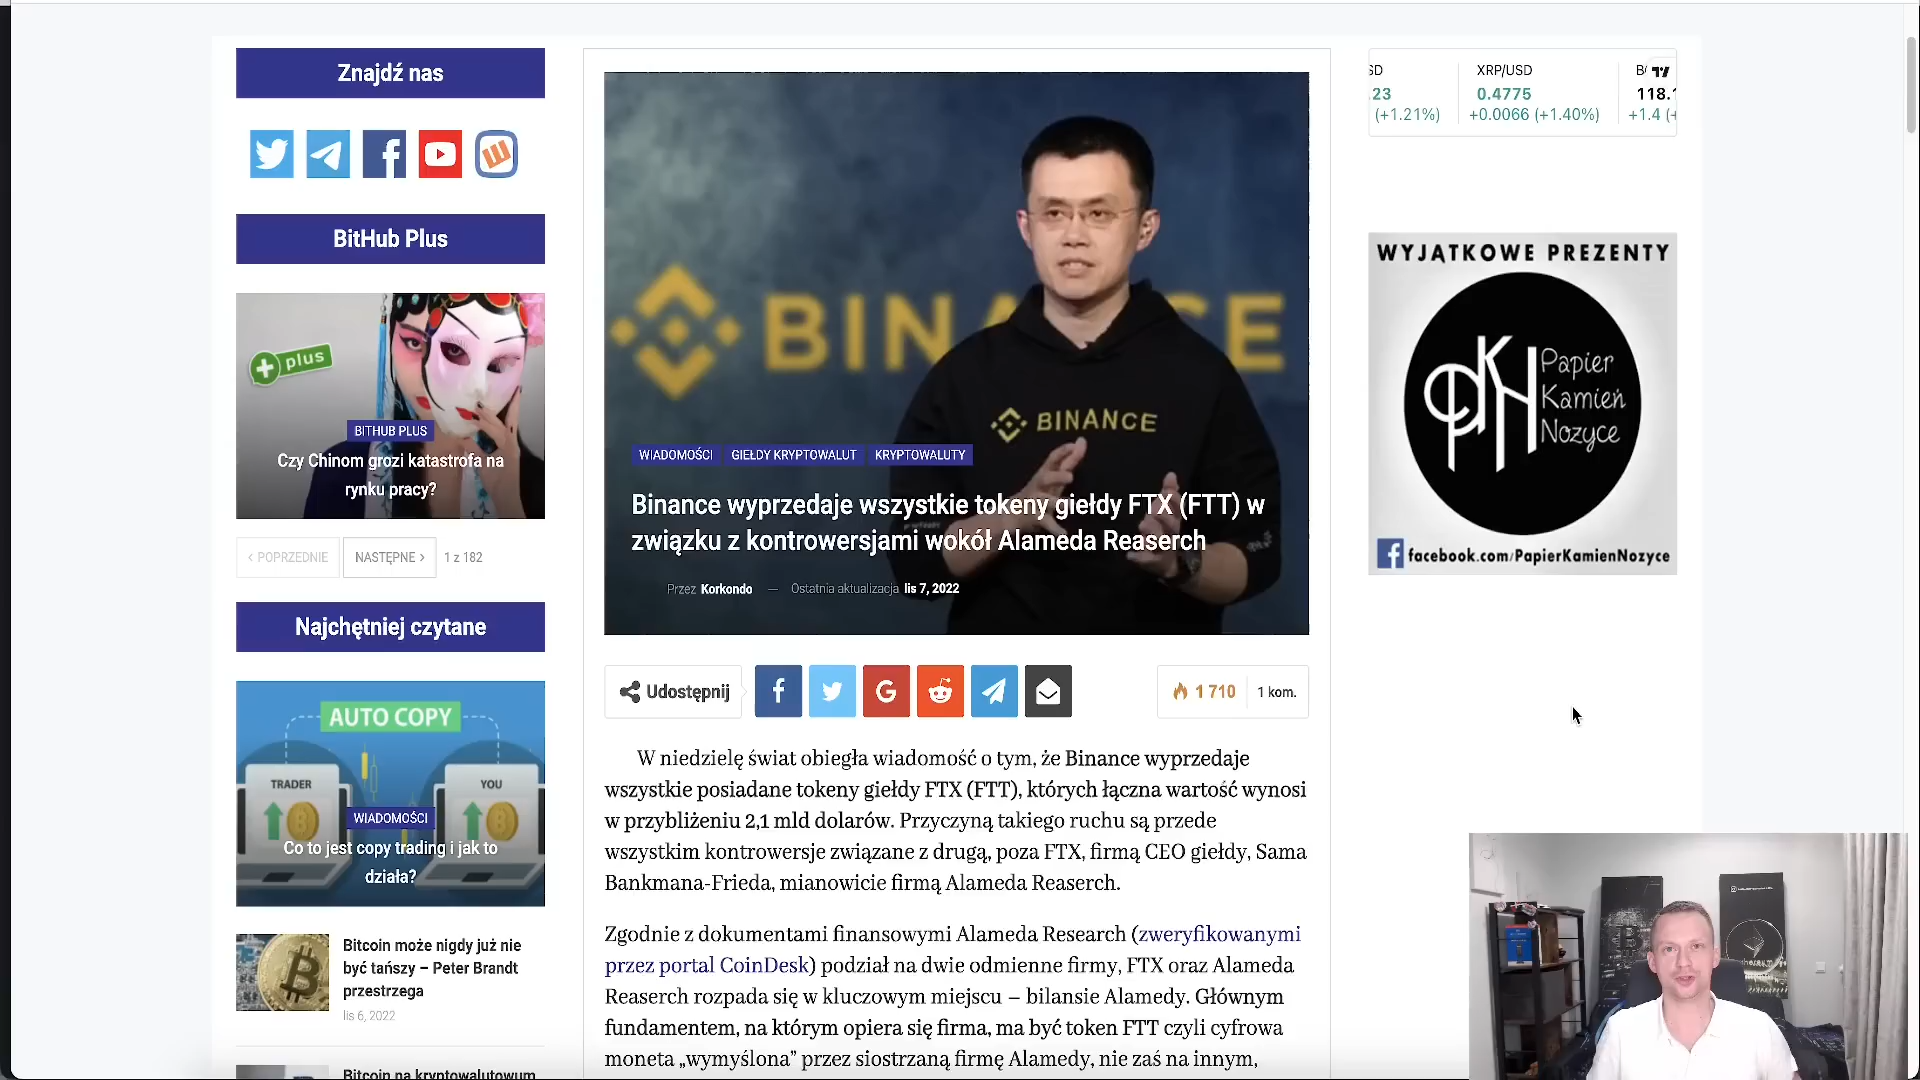 Znajdź nas
BitHub Plus
plus
BITHUB PLUS
Czy Chinom grozi katastrofa na
rynku pracy?
POPRZEDNIE
NASTĘPNE
1 z 182
Najchętniej czytane
AUTO COPY
TRADER
YOU
WIADOMOŚCI
Co to jest copy trading i jak to
działa?
Bitcoin może nigdy już nie
być tańszy – Peter Brandt
przestrzega
lis 6, 2022
Bitcoin na kryptowalutowym
BINANCE
BINANCE
WIADOMOŚCI GIEŁDY KRYPTOWALUT KRYPTOWALUTY
Binance wyprzedaje wszystkie tokeny giełdy FTX (FTT) w
związku z kontrowersjami wokół Alameda Reaserch
Przez Korkondo — Ostatnia aktualizacja lis 7, 2022
Udostępnij
1 710
1 kom.
W niedzielę świat obiegła wiadomość o tym, że Binance wyprzedaje
wszystkie posiadane tokeny giełdy FTX (FTT), których łączna wartość wynosi
w przybliżeniu 2,1 mld dolarów. Przyczyną takiego ruchu są przede
wszystkim kontrowersje związane z drugą, poza FTX, firmą CEO giełdy, Sama
Bankmana-Frieda, mianowicie firmą Alameda Reaserch.
Zgodnie z dokumentami finansowymi Alameda Research (zweryfikowanymi
przez portal CoinDesk) podział na dwie odmienne firmy, FTX oraz Alameda
Reaserch rozpada się w kluczowym miejscu – bilansie Alamedy. Głównym
fundamentem, na którym opiera się firma, ma być token FTT czyli cyfrowa
moneta „wymyślona” przez siostrzaną firmę Alamedy, nie zaś na innym,
SD
.23
(+1.21%)
XRP/USD
0.4775
+0.0066 (+1.40%)
118.1
+1.4 (+
WYJĄTKOWE PREZENTY
PKN
Papier
Kamień
Nożyce
facebook.com/PapierKamienNozyce